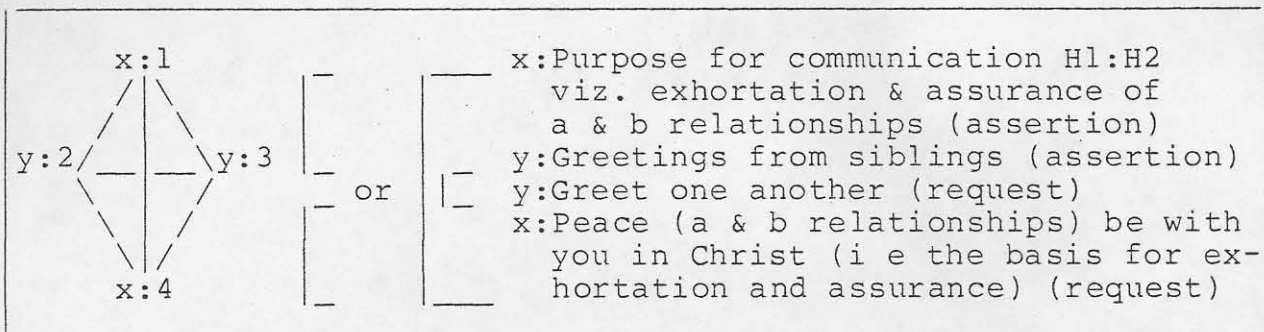 x:1
y:2
y:3
x:4
or
x:Purpose for communication H1:H2
viz. exhortation & assurance of
a & b relationships (assertion)
y:Greetings from siblings (assertion)
y:Greet one another (request)
x:Peace (a & b relationships) be with
you in Christ (i e the basis for ex-
hortation and assurance) (request)